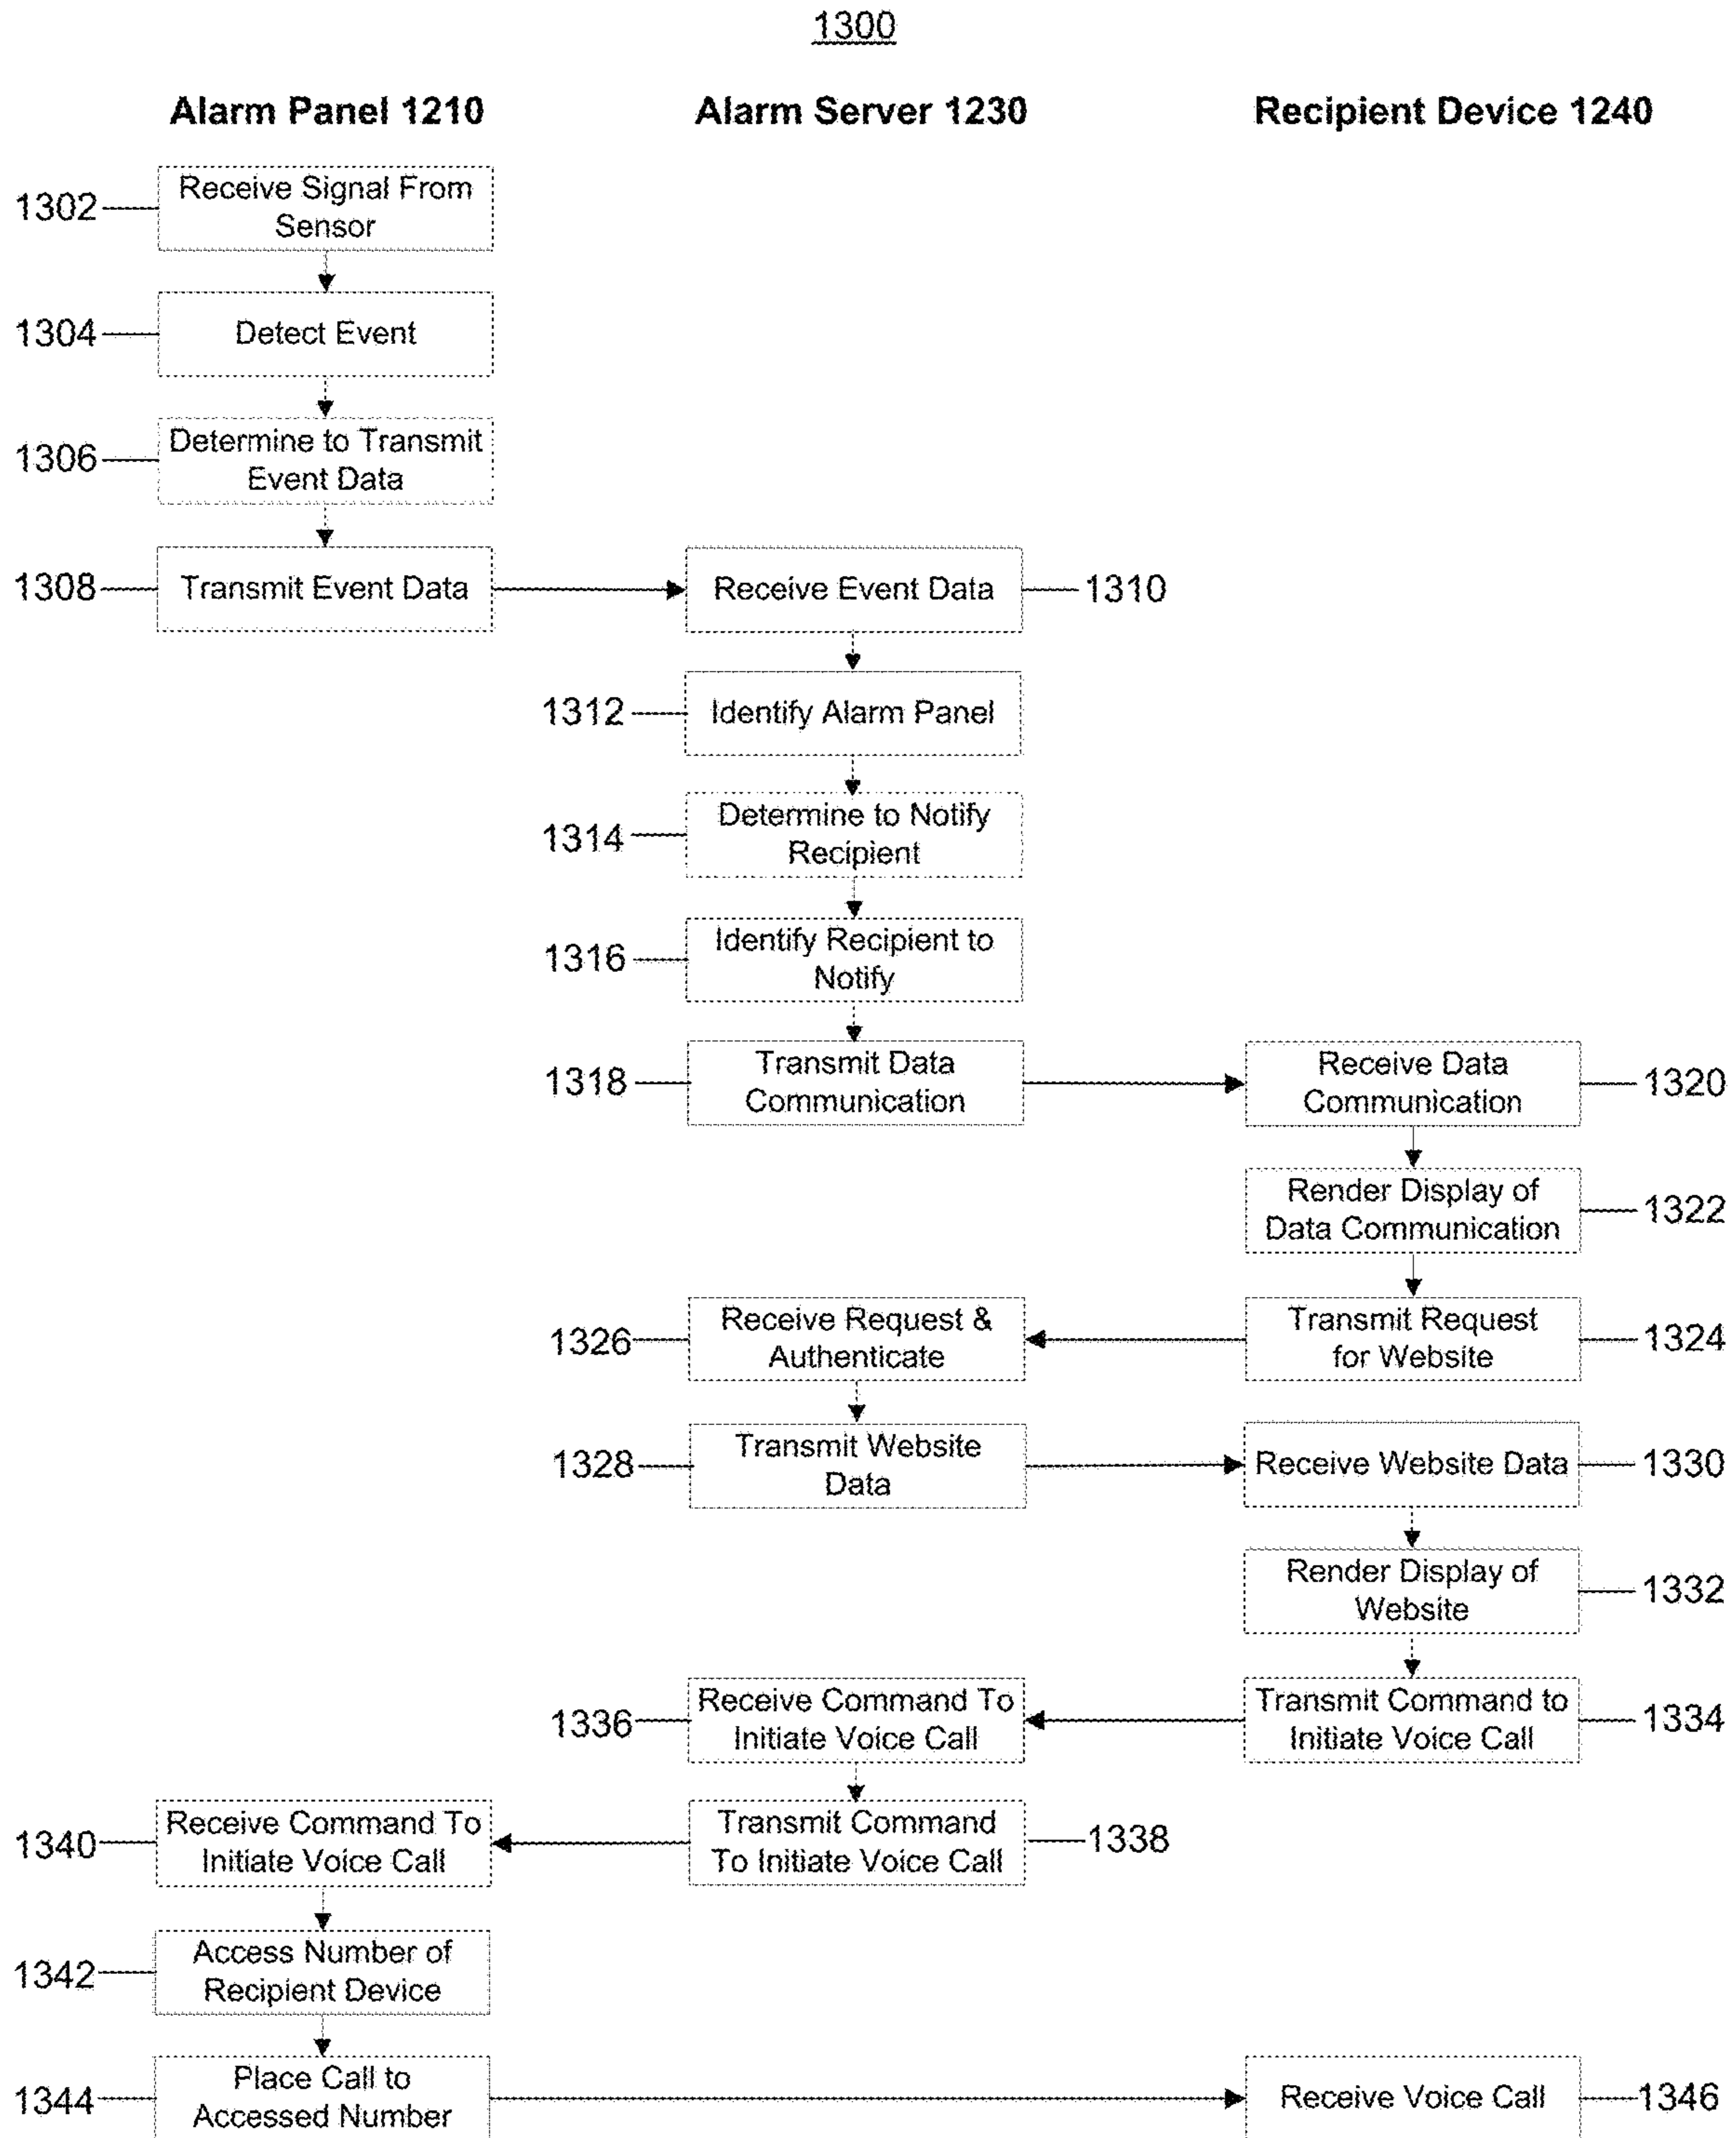 1300
Alarm Panel 1210
Alarm Server 1230
Recipient Device 1240
1302
Receive Signal From
Sensor
1304
Detect Event
1306
Determine to Transmit
Event Data
1308
Transmit Event Data
Receive Event Data
1310
1312
Identify Alarm Panel
1314
Determine to Notify
Recipient
1316
Identify Recipient to
Notify
1318
Transmit Data
Communication
Receive Data
Communication
1320
Render Display of
Data Communication
1322
1326
Receive Request &
Authenticate
Transmit Request
for Website
1324
1328
Transmit Website
Data
Receive Website Data
1330
Render Display of
Website
1332
1336
Receive Command To
Initiate Voice Call
Transmit Command to
Initiate Voice Call
1334
1340
Receive Command To
Initiate Voice Call
Transmit Command
To Initiate Voice Call
1338
1342
Access Number of
Recipient Device
1344
Place Call to
Accessed Number
Receive Voice Call
1346